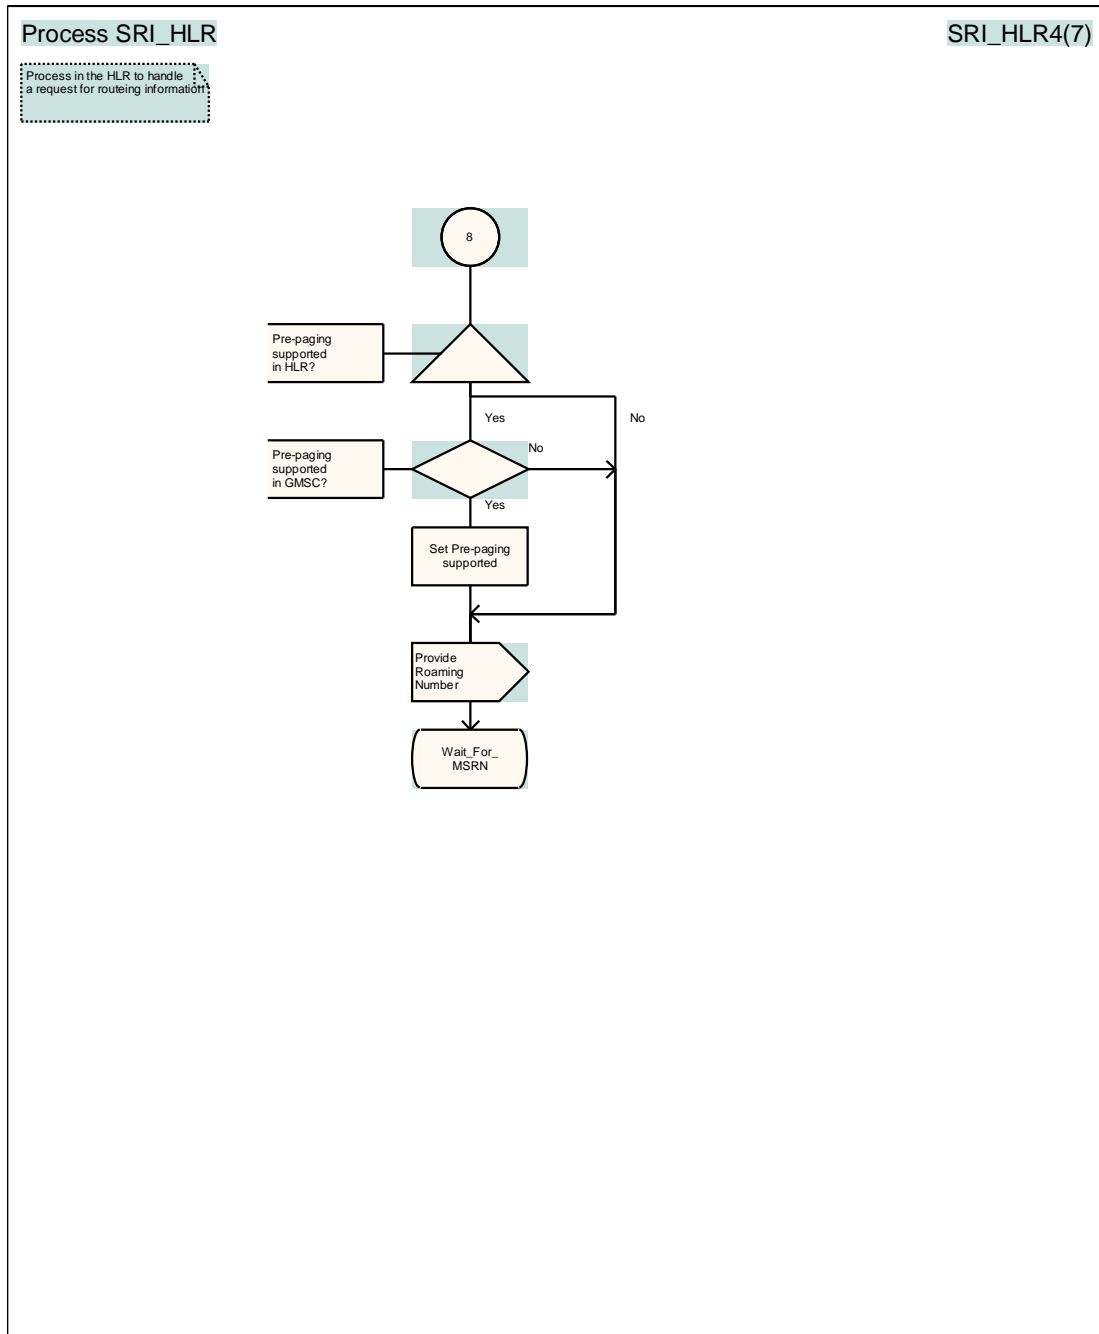 Process SRI_HLR
SRI_HLR4(7)
Process in the HLR to handle
a request for routeing information
8
Pre-paging
supported
in HLR?
Yes
No
Pre-paging
supported
in GMSC?
No
Yes
Set Pre-paging
supported
Provide
Roaming
Number
Wait_For_
MSRN